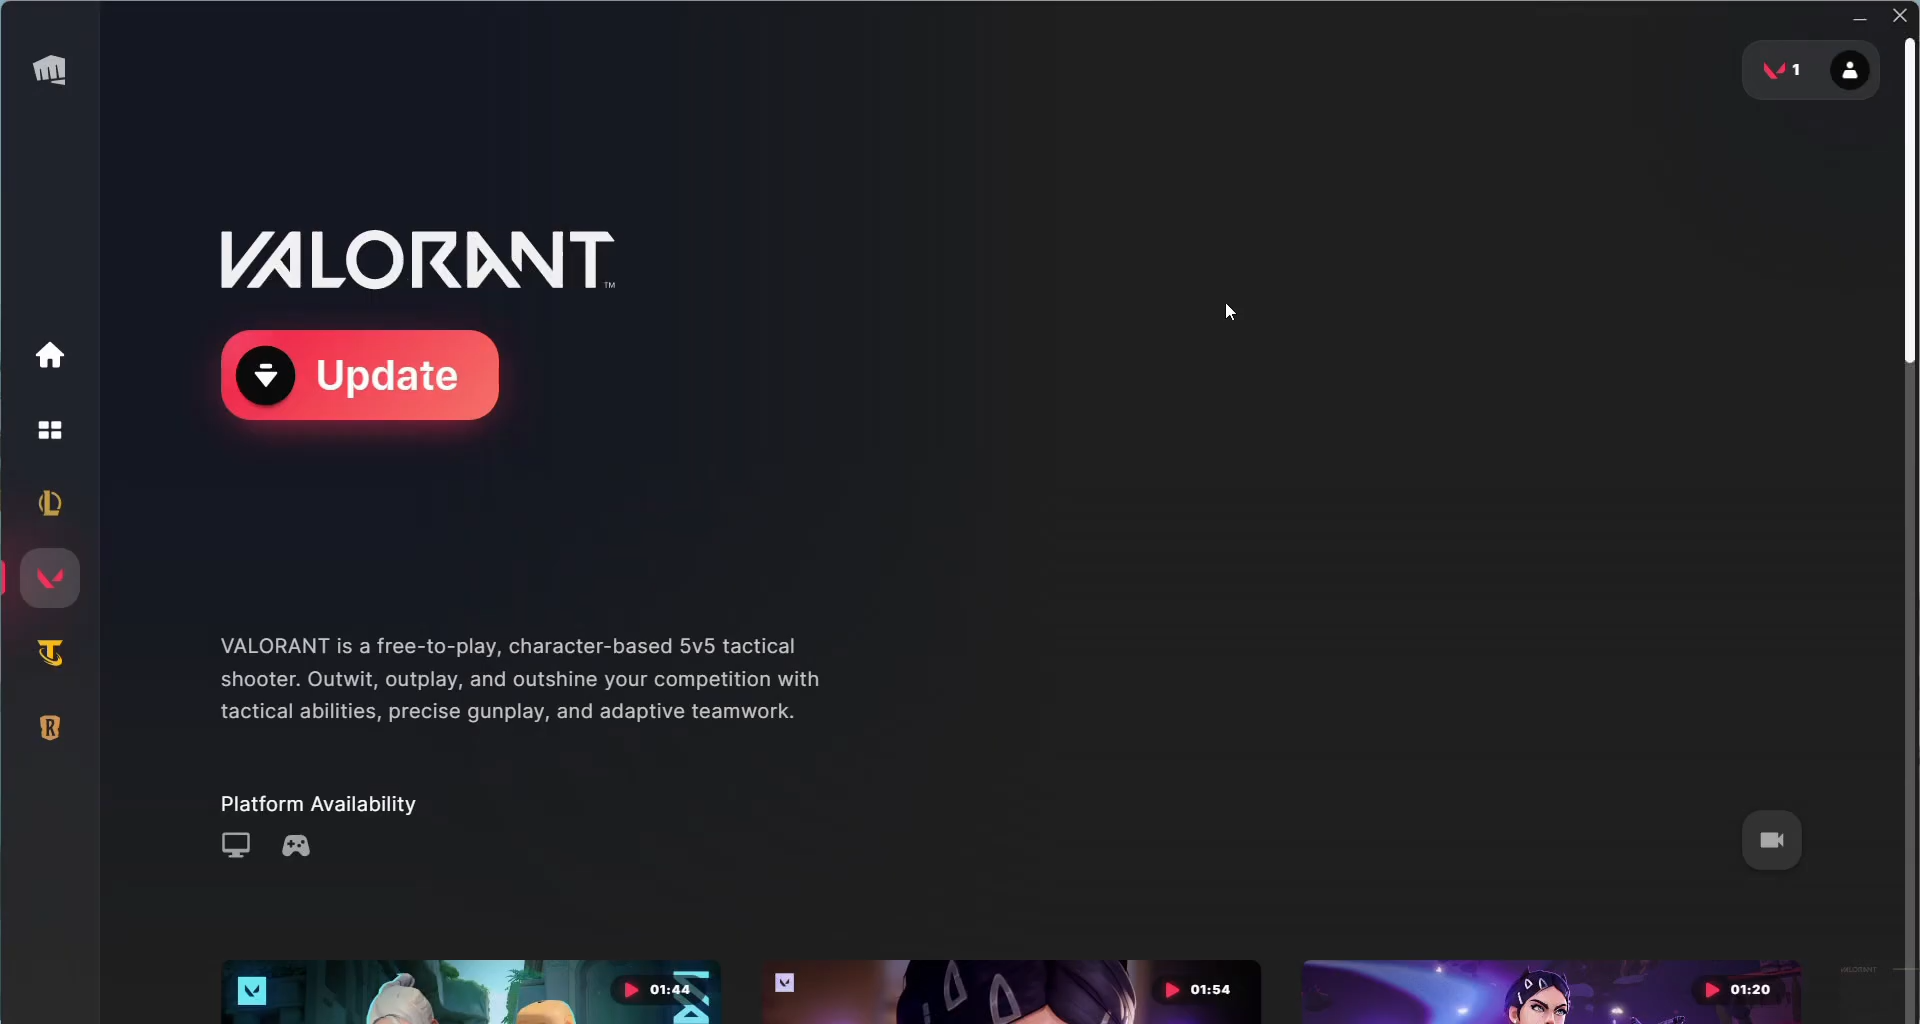 1
VALORANT™
Update
VALORANT is a free-to-play, character-based 5v5 tactical
shooter. Outwit, outplay, and outshine your competition with
tactical abilities, precise gunplay, and adaptive teamwork.
Platform Availability
01:44
01:54
01:20
VALORANT